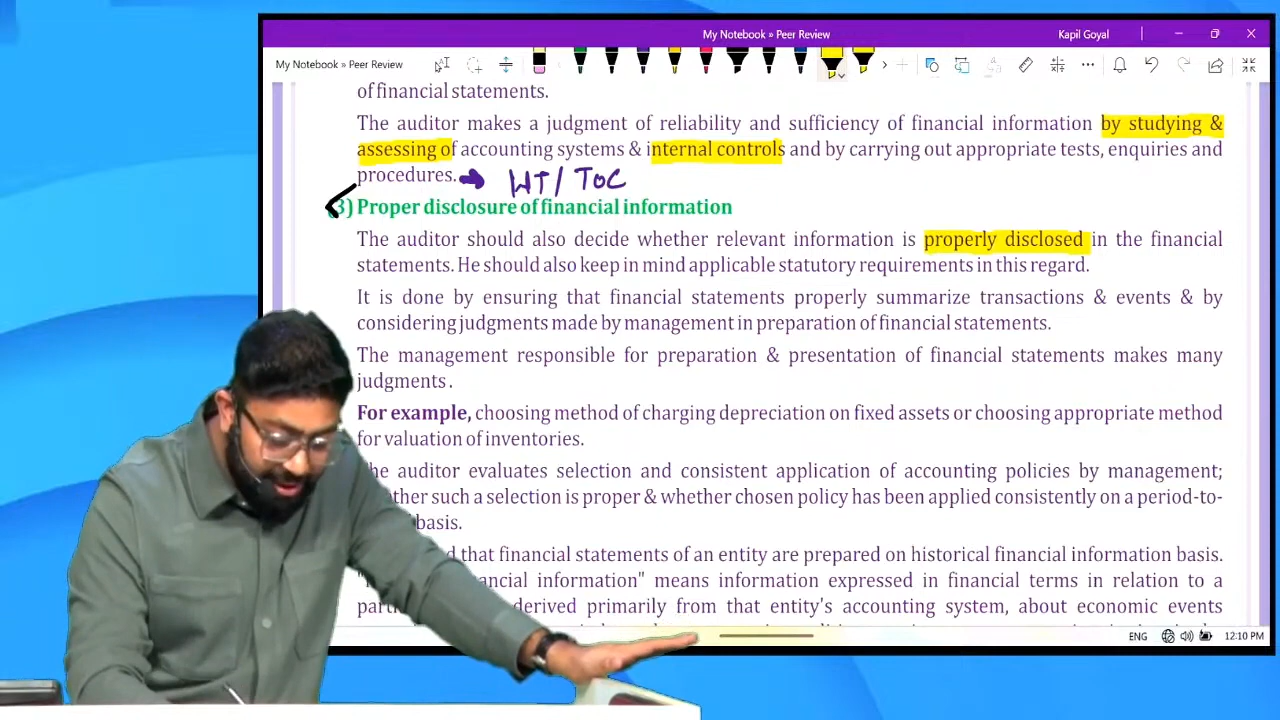 My Notebook » Peer Review
Kapil Goyal
My Notebook » Peer Review
of financial statements.
The auditor makes a judgment of reliability and sufficiency of financial information by studying &
assessing of accounting systems & internal controls and by carrying out appropriate tests, enquiries and
procedures. WT/ TOC
3) Proper disclosure of financial information
The auditor should also decide whether relevant information is properly disclosed in the financial
statements. He should also keep in mind applicable statutory requirements in this regard.
It is done by ensuring that financial statements properly summarize transactions & events & by
considering judgments made by management in preparation of financial statements.
The management responsible for preparation & presentation of financial statements makes many
judgments.
For example, choosing method of charging depreciation on fixed assets or choosing appropriate method
for valuation of inventories.
auditor evaluates selection and consistent application of accounting policies by management;
such a selection is proper & whether chosen policy has been applied consistently on a period-to-
basis.
that financial statements of an entity are prepared on historical financial information basis.
information" means information expressed in financial terms in relation to a
derived primarily from that entity's accounting system, about economic events
ENG
12:10 PM